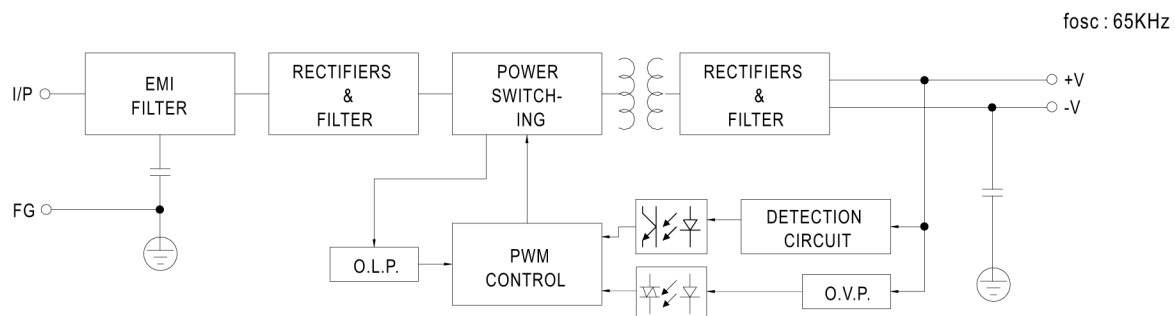 fosc : 65KHz
I/P
EMI
FILTER
RECTIFIERS
&
FILTER
POWER
SWITCH-
ING
RECTIFIERS
&
FILTER
+V
-V
FG
O.L.P.
PWM
CONTROL
DETECTION
CIRCUIT
O.V.P.